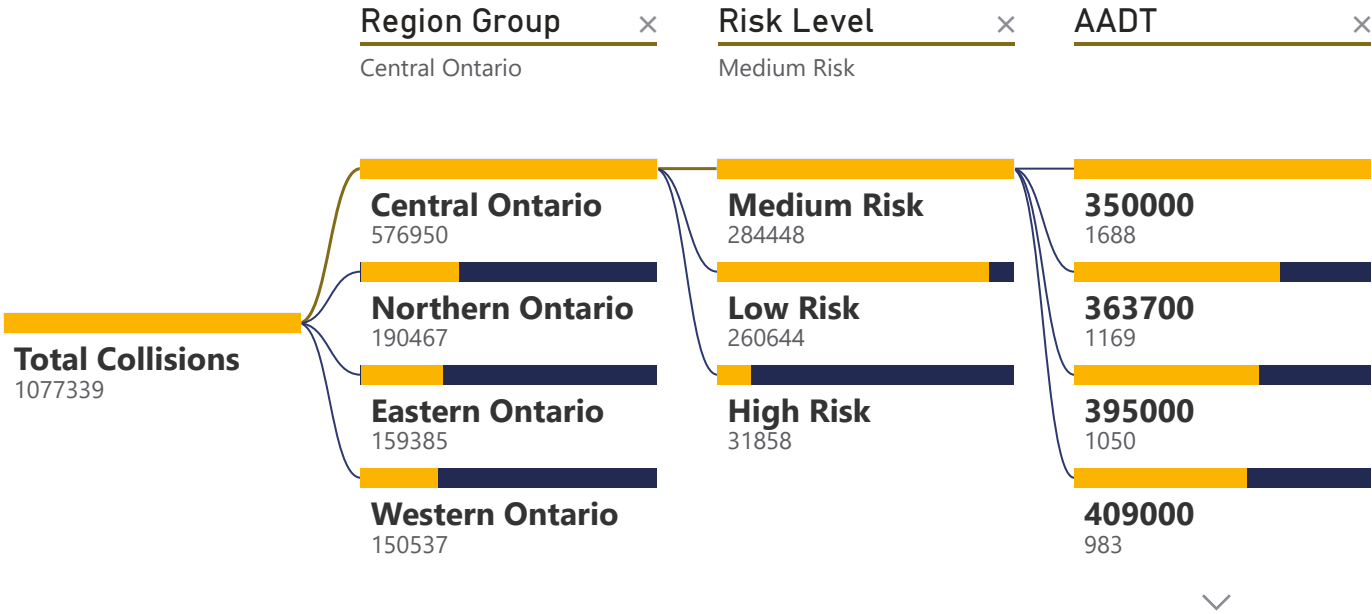 Region Group
Central Ontario
Risk Level
Medium Risk
AADT
Total Collisions
1077339
Central Ontario
576950
Northern Ontario
190467
Eastern Ontario
159385
Western Ontario
150537
Medium Risk
284448
Low Risk
260644
High Risk
31858
350000
1688
363700
1169
395000
1050
409000
983